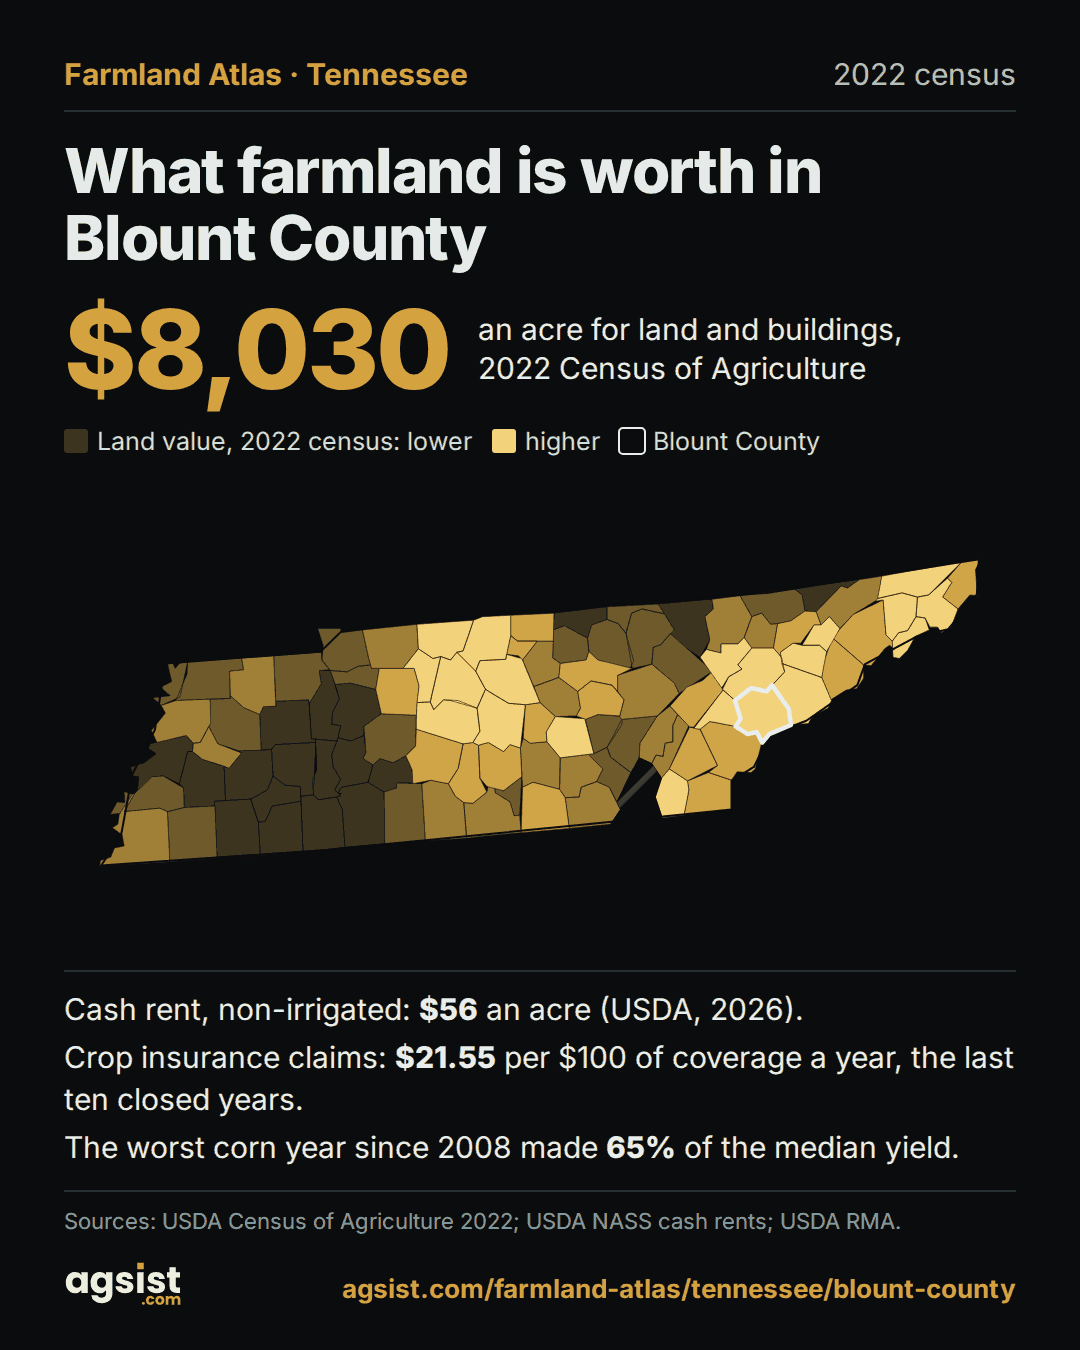 Farmland Atlas · Tennessee
2022 census
What farmland is worth in
Blount County
$8,030
an acre for land and buildings,
2022 Census of Agriculture
Land value, 2022 census: lower
higher
Blount County
Cash rent, non-irrigated: $56 an acre (USDA, 2026).
Crop insurance claims: $21.55 per $100 of coverage a year, the last
ten closed years.
The worst corn year since 2008 made 65% of the median yield.
Sources: USDA Census of Agriculture 2022; USDA NASS cash rents; USDA RMA.
agsist
.com
agsist.com/farmland-atlas/tennessee/blount-county